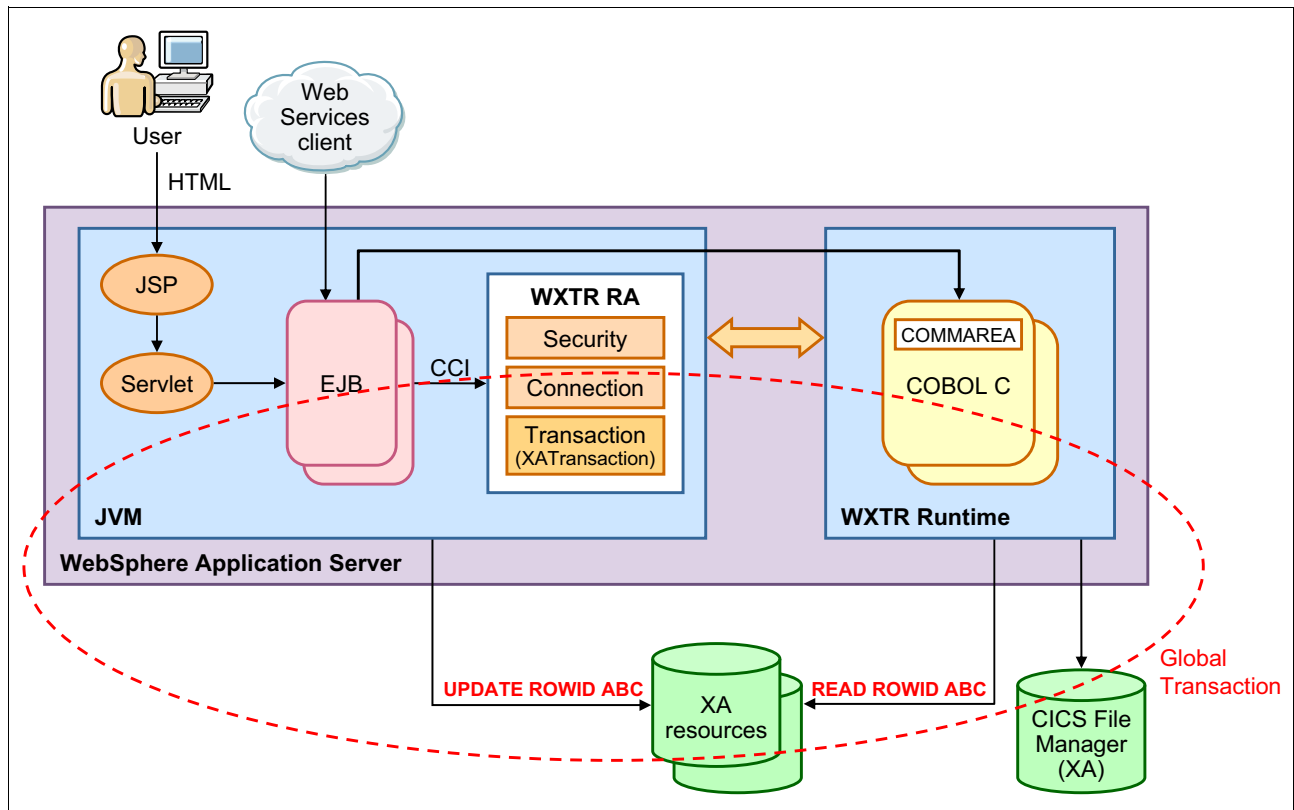 User
Web
Services
client
HTML
JSP
Servlet
EJB
CCI
WXTR RA
Security
Connection
Transaction
(XATransaction)
COMMAREA
COBOL C
JVM
WXTR Runtime
WebSphere Application Server
UPDATE ROWID ABC
XA
resources
READ ROWID ABC
CICS File
Manager
(XA)
Global
Transaction